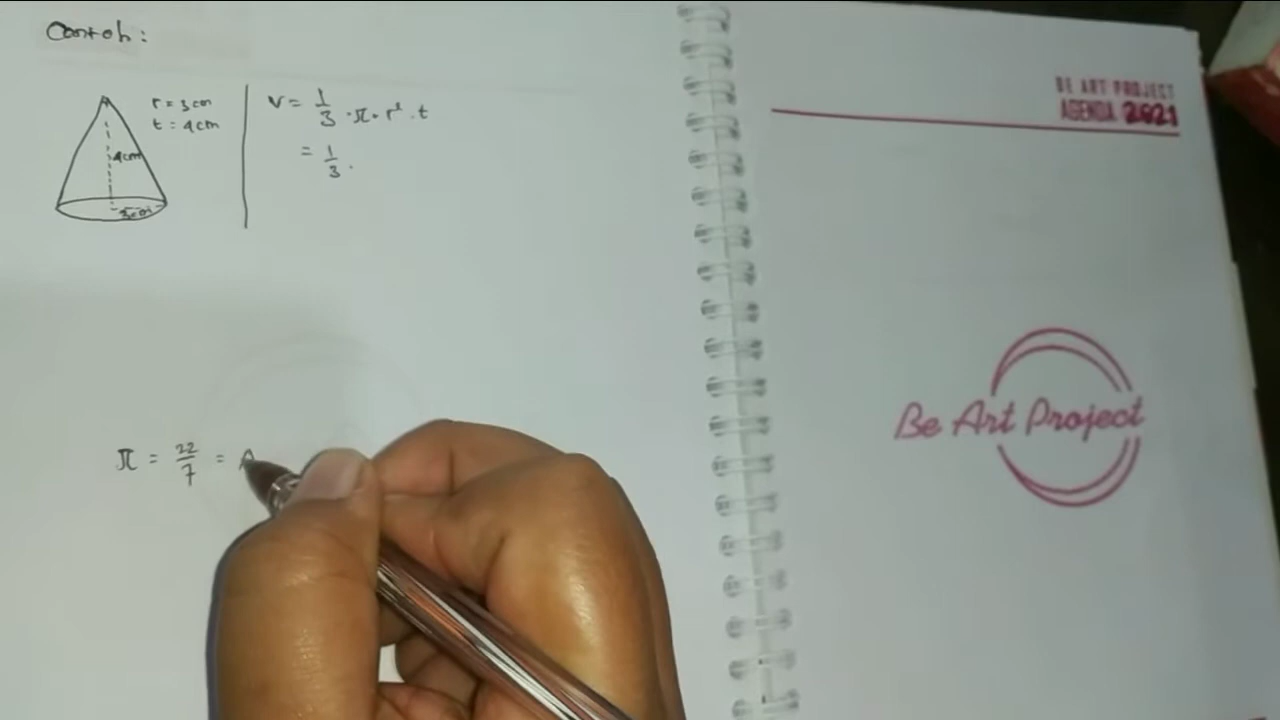 Contoh:
r = 3 cm
t = 4 cm
4cm
3cm
V = 1/3 . π . r² . t
= 1/3 .
π = 22/7 =
BE ART PROJECT
AGENDA 2021
Be Art Project